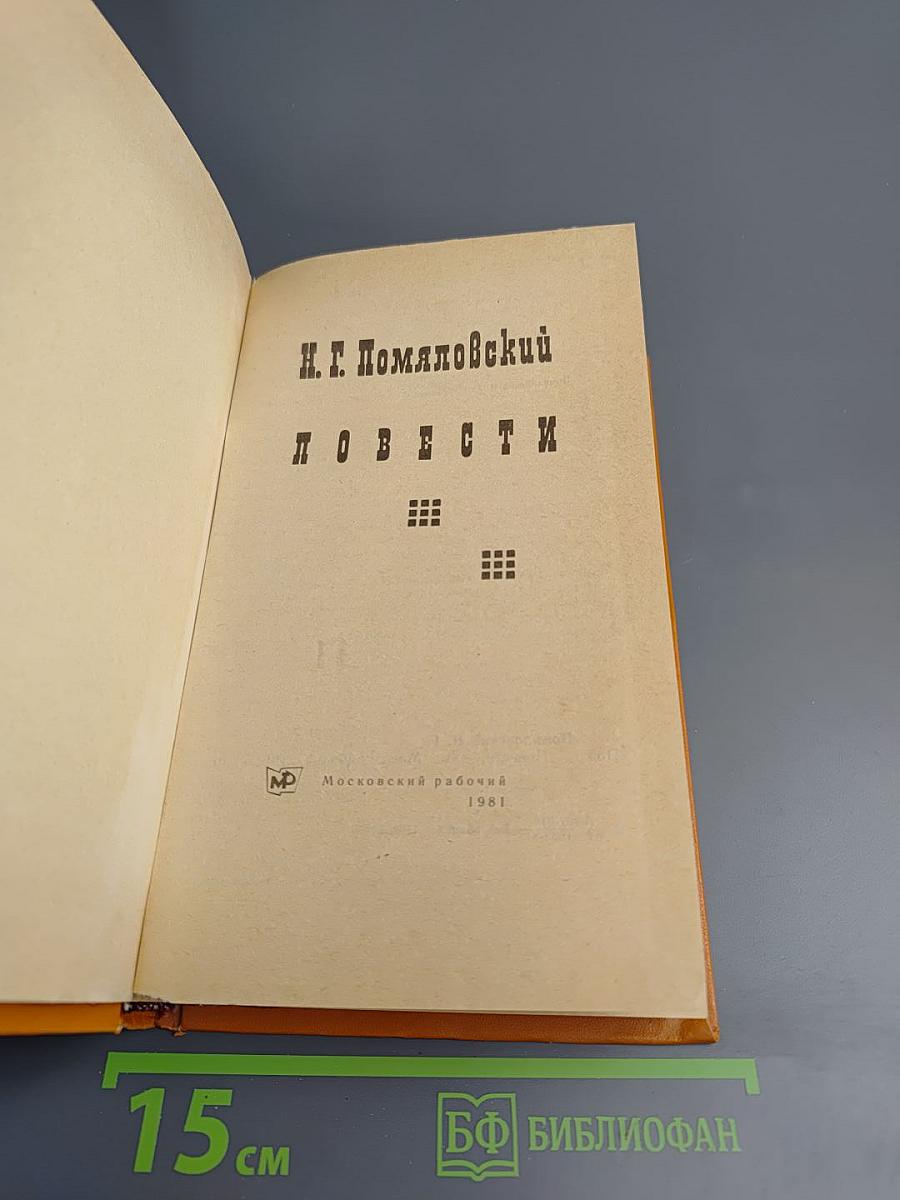 Н. Г. Помяловский
ПОВЕСТИ
МР
Московский рабочий
1981
15 см
БФ БИБЛИОФАН